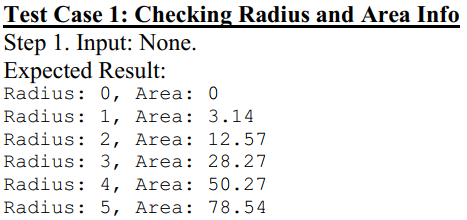 Test Case 1: Checking Radius and Area Info
Step 1. Input: None.
Expected Result:
Radius: 0, Area: 0
Radius: 1, Area: 3.14
Radius: 2, Area: 12.57
Radius: 3, Area: 28.27
Radius: 4, Area: 50.27
Radius: 5, Area: 78.54